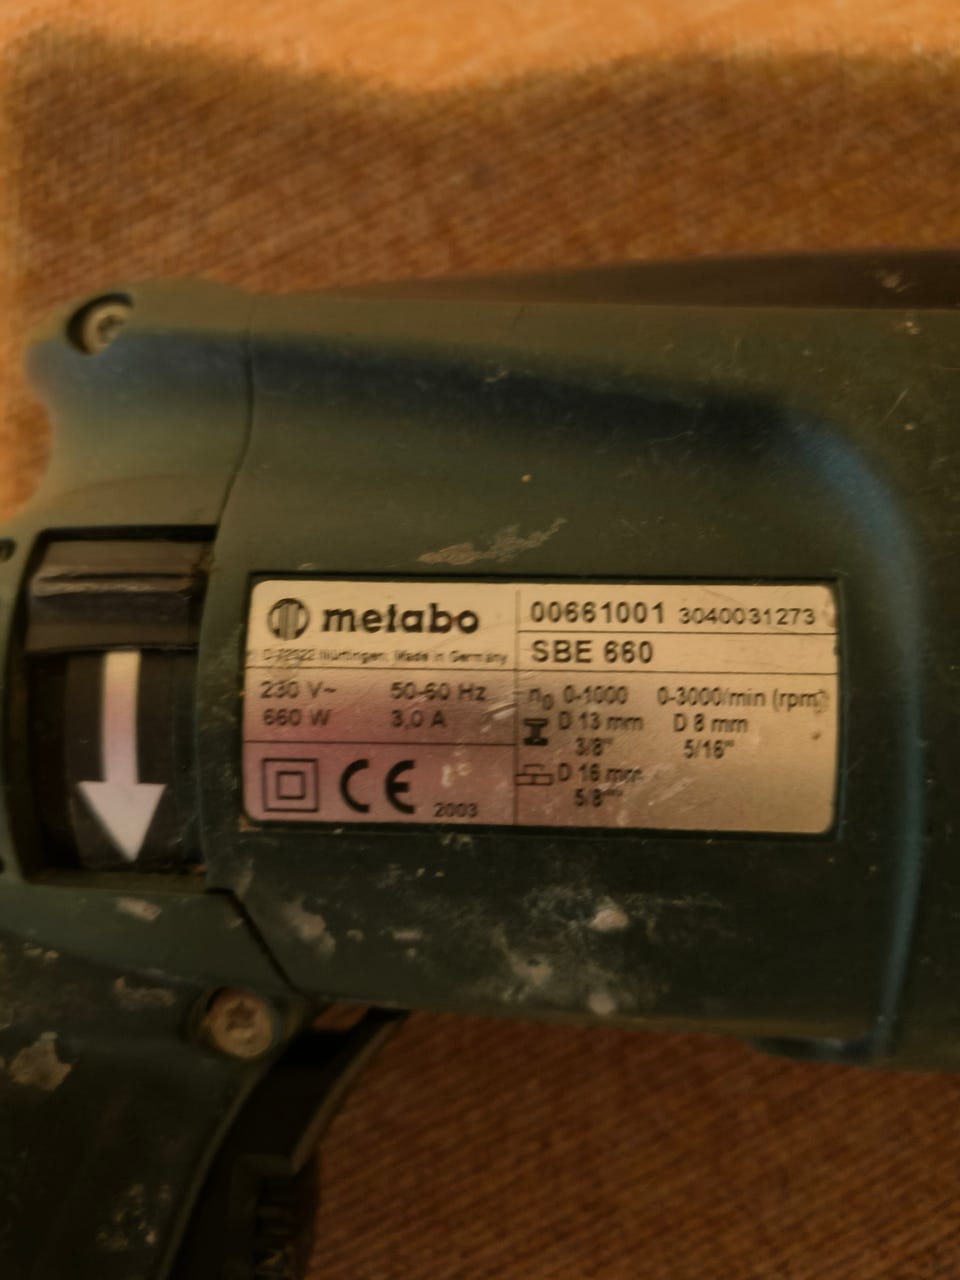 metabo
D-72622 Nürtingen, Made in Germany
230 V~ 50-60 Hz
660 W 3,0 A
CE 2003
00661001 3040031273
SBE 660
n0 0-1000 0-3000/min (rpm)
D 13 mm D 8 mm
3/8" 5/16"
D 16 mm
5/8"